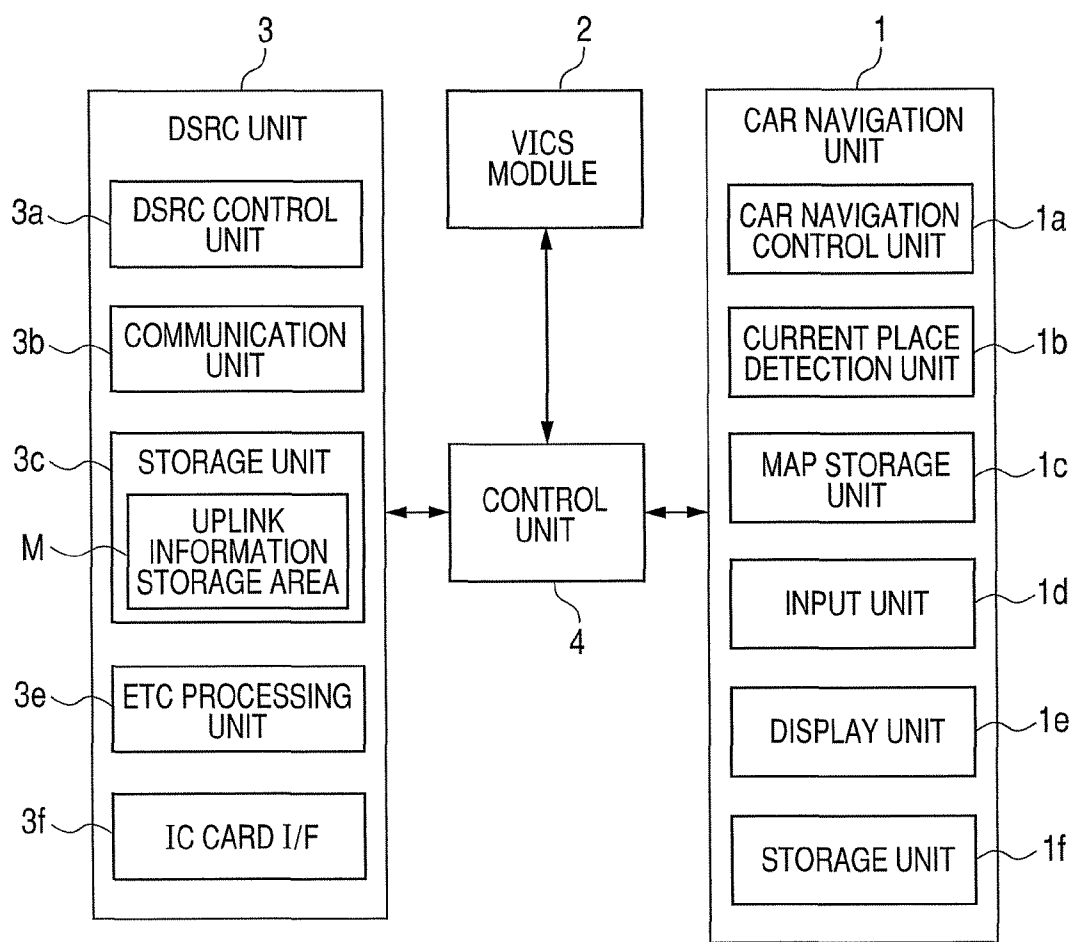 3
DSRC UNIT
3a
DSRC CONTROL
UNIT
3b
COMMUNICATION
UNIT
3c
STORAGE UNIT
M
UPLINK
INFORMATION
STORAGE AREA
3e
ETC PROCESSING
UNIT
3f
IC CARD I/F
2
VICS
MODULE
CONTROL
UNIT
4
1
CAR NAVIGATION
UNIT
CAR NAVIGATION
CONTROL UNIT
1a
CURRENT PLACE
DETECTION UNIT
1b
MAP STORAGE
UNIT
1c
INPUT UNIT
1d
DISPLAY UNIT
1e
STORAGE UNIT
1f